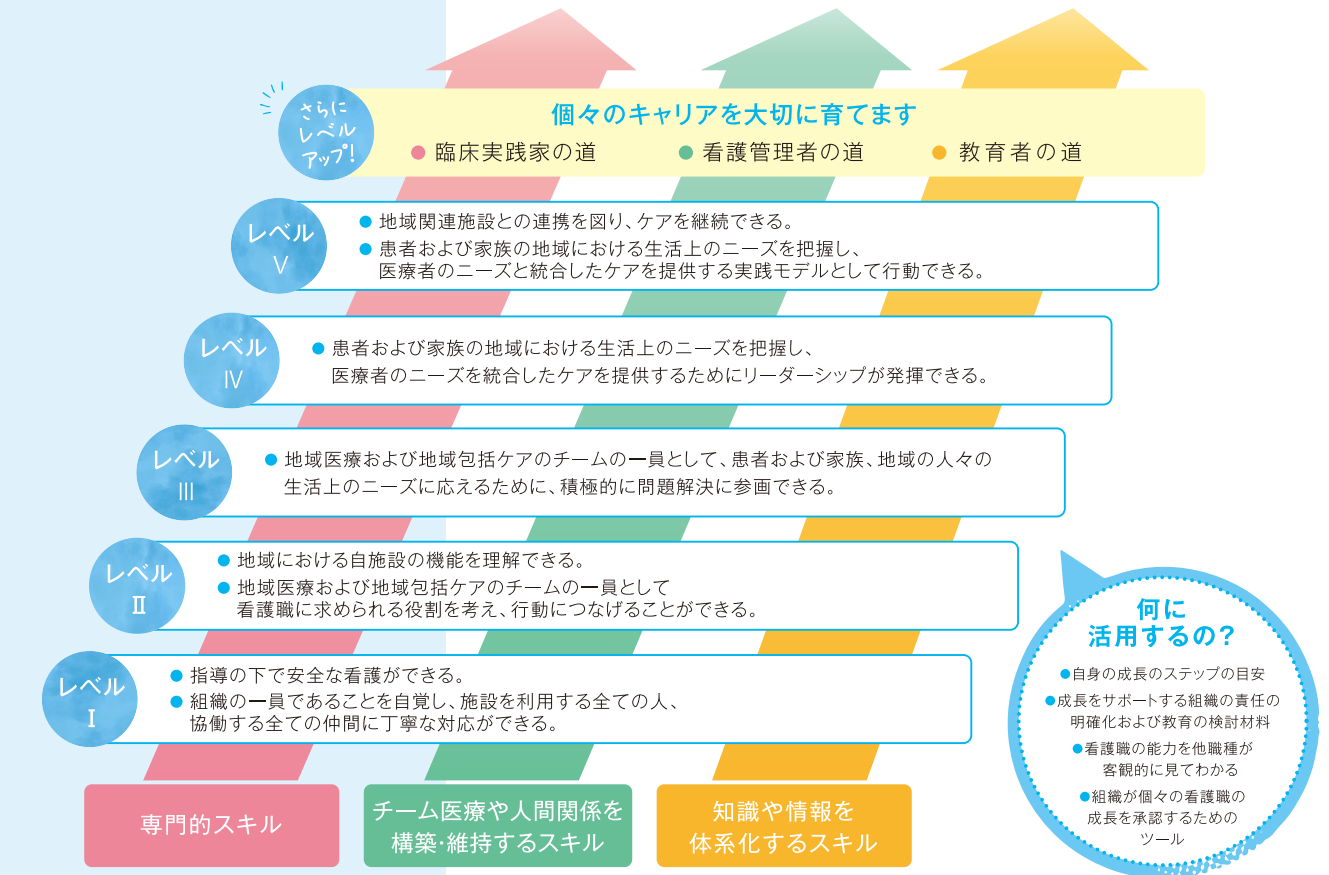 さらに
レベル
アップ!
個々のキャリアを大切に育てます
● 臨床実践家の道
● 看護管理者の道
● 教育者の道
レベル
Ⅴ
● 地域関連施設との連携を図り、ケアを継続できる。
● 患者および家族の地域における生活上のニーズを把握し、
医療者のニーズと統合したケアを提供する実践モデルとして行動できる。
レベル
Ⅳ
● 患者および家族の地域における生活上のニーズを把握し、
医療者のニーズを統合したケアを提供するためにリーダーシップが発揮できる。
レベル
Ⅲ
● 地域医療および地域包括ケアのチームの一員として、患者および家族、地域の人々の
生活上のニーズに応えるために、積極的に問題解決に参画できる。
レベル
Ⅱ
● 地域における自施設の機能を理解できる。
● 地域医療および地域包括ケアのチームの一員として
看護職に求められる役割を考え、行動につなげることができる。
レベル
Ⅰ
● 指導の下で安全な看護ができる。
● 組織の一員であることを自覚し、施設を利用する全ての人、
協働する全ての仲間に丁寧な対応ができる。
専門的スキル
チーム医療や人間関係を
構築·維持するスキル
知識や情報を
体系化するスキル
何に
活用するの?
●自身の成長のステップの目安
●成長をサポートする組織の責任の
明確化および教育の検討材料
●看護職の能力を他職種が
客観的に見てわかる
●組織が個々の看護職の
成長を承認するための
ツール